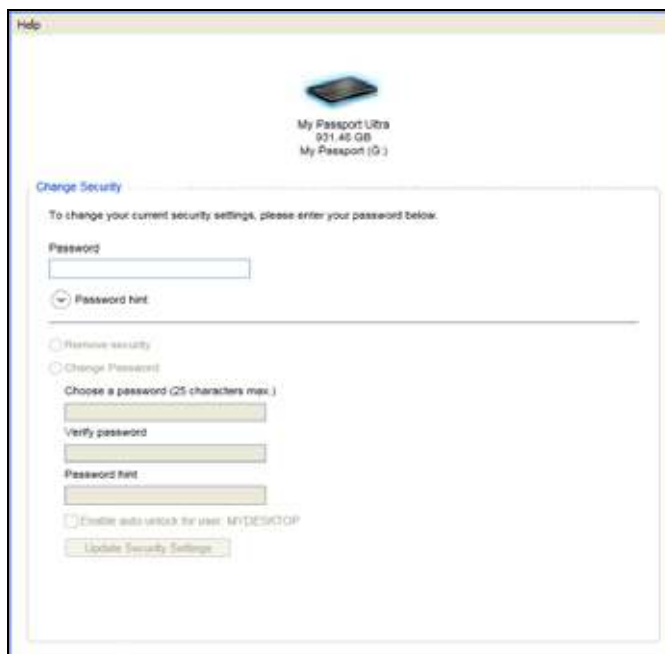 Help
My Passport Ultra
931.46 GB
My Passport (G:)
Change Security
To change your current security settings, please enter your password below.
Password
Password hint
Remove security
Change Password
Choose a password (25 characters max.)
Verify password
Password hint
Enable auto unlock for user: MYDESKTOP
Update Security Settings